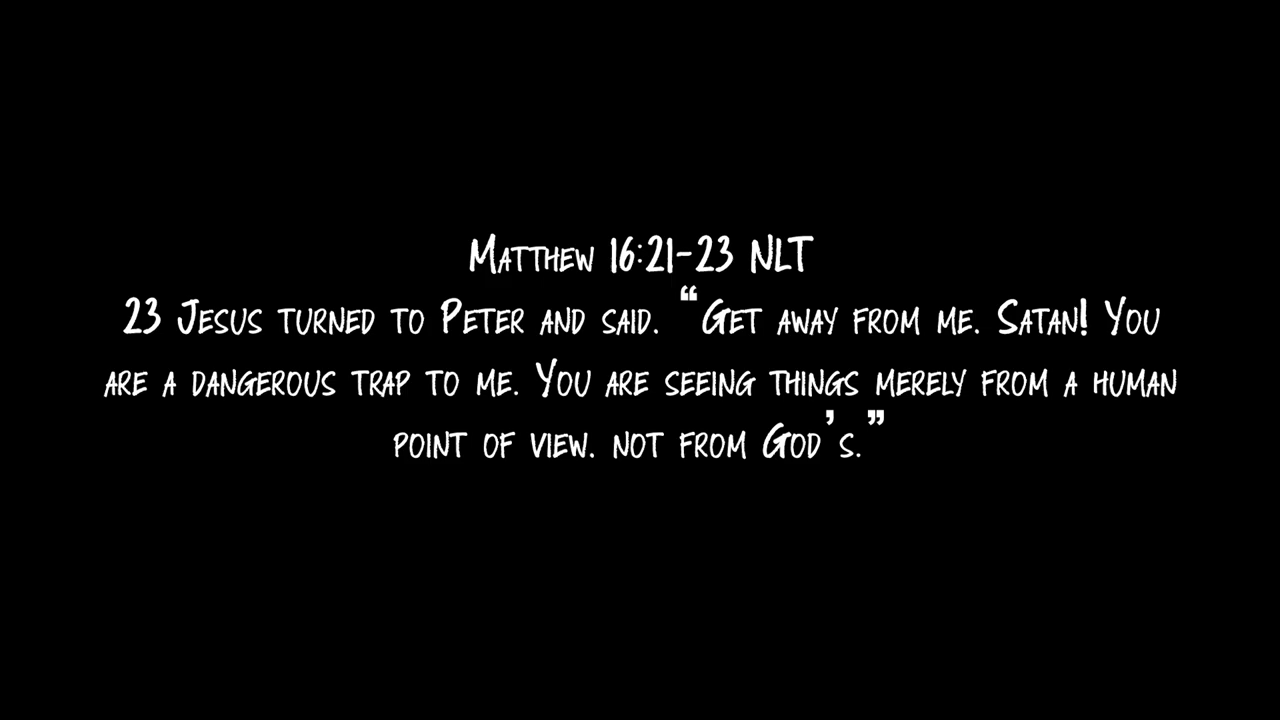 Matthew 16:21-23 NLT
23 Jesus turned to Peter and said. “Get away from me. Satan! You
are a dangerous trap to me. You are seeing things merely from a human
point of view. not from God’s.”